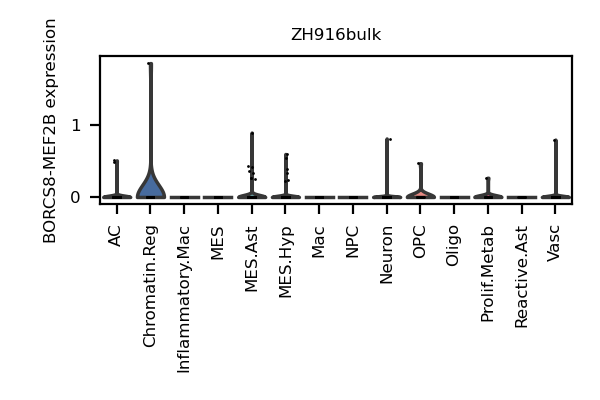 ZH916bulk
BORCS8-MEF2B expression
1
0
AC
Chromatin.Reg
Inflammatory.Mac
MES
MES.Ast
MES.Hyp
Mac
NPC
Neuron
OPC
Oligo
Prolif.Metab
Reactive.Ast
Vasc